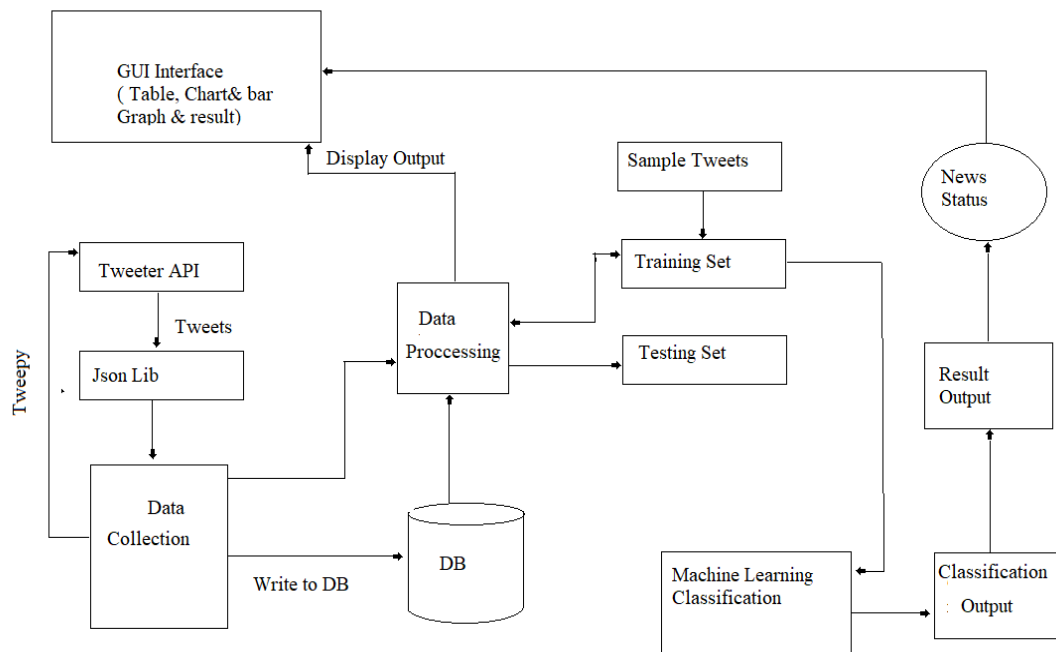 GUI Interface
( Table, Chart& bar
Graph & result)
Display Output
Sample Tweets
News
Status
Tweeter API
Training Set
Tweets
Data
Proccessing
Testing Set
Json Lib
Tweepy
Result
Output
Data
Collection
Write to DB
DB
Machine Learning
Classification
Classification
Output